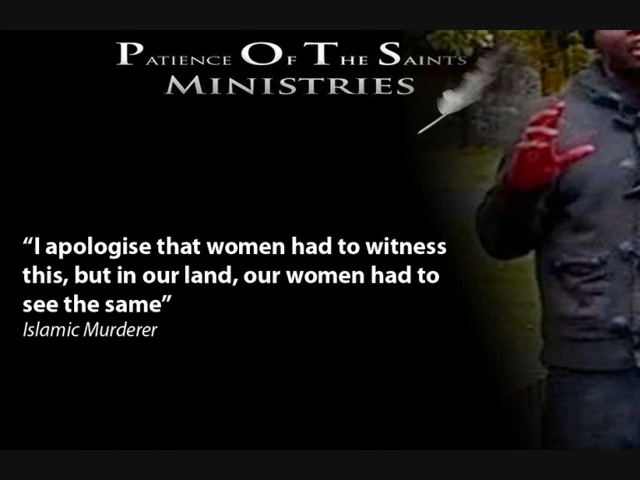 PATIENCE OF THE SAINTS
MINISTRIES
“I apologise that women had to witness
this, but in our land, our women had to
see the same”
Islamic Murderer